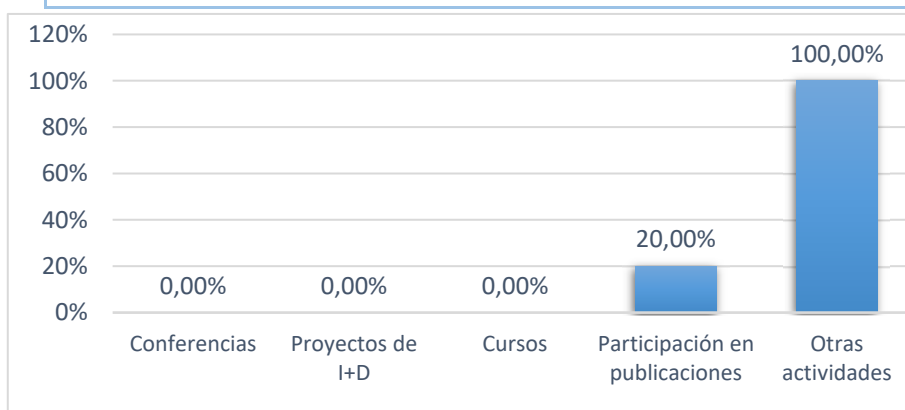 120%
100%
80%
60%
40%
20%
0%
0,00%
0,00%
0,00%
20,00%
100,00%
Conferencias
Proyectos de
I+D
Cursos
Participación en
publicaciones
Otras
actividades